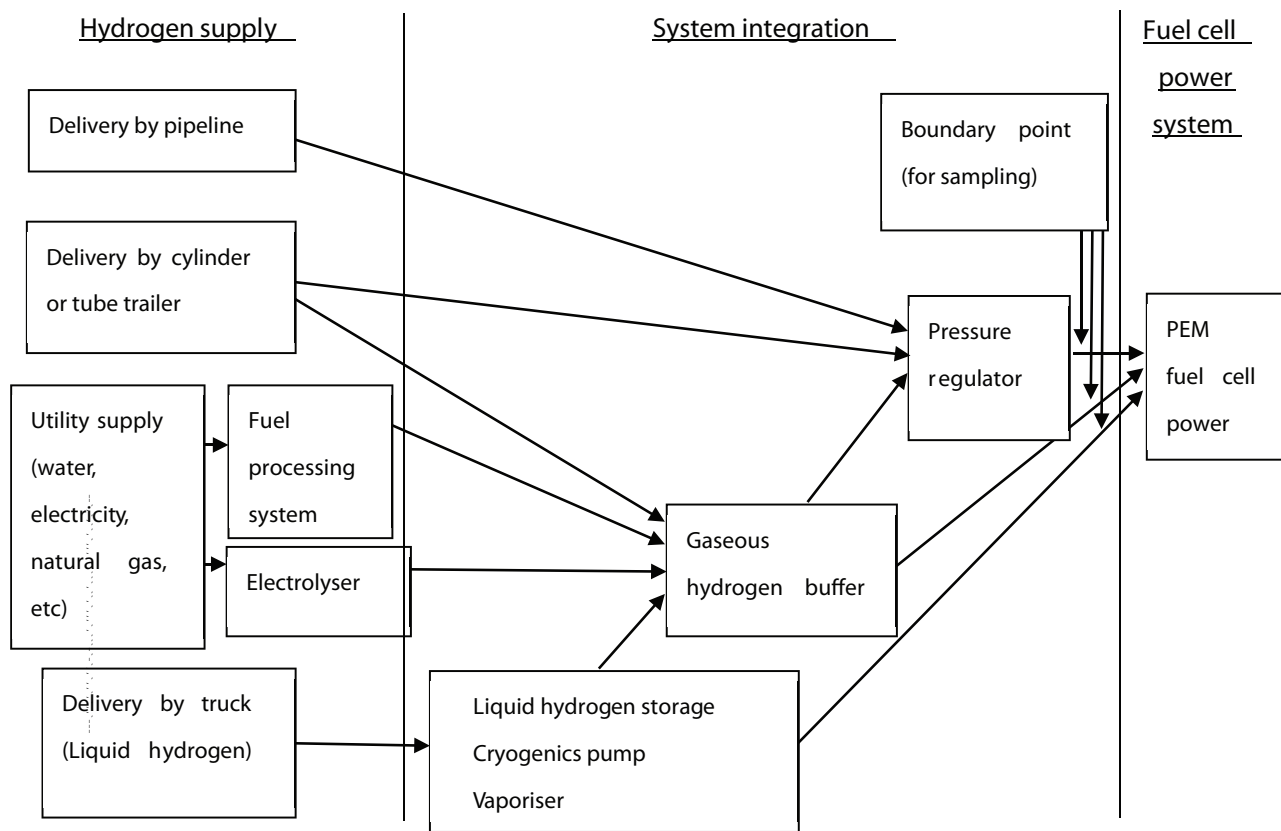 Hydrogen supply
System integration
Fuel cell
power
system
Delivery by pipeline
Boundary point
(for sampling)
Delivery by cylinder
or tube trailer
Pressure
regulator
PEM
fuel cell
power
Utility supply
(water,
electricity,
natural gas,
etc)
Fuel
processing
system
Electrolyser
Gaseous
hydrogen buffer
Delivery by truck
(Liquid hydrogen)
Liquid hydrogen storage
Cryogenics pump
Vaporiser